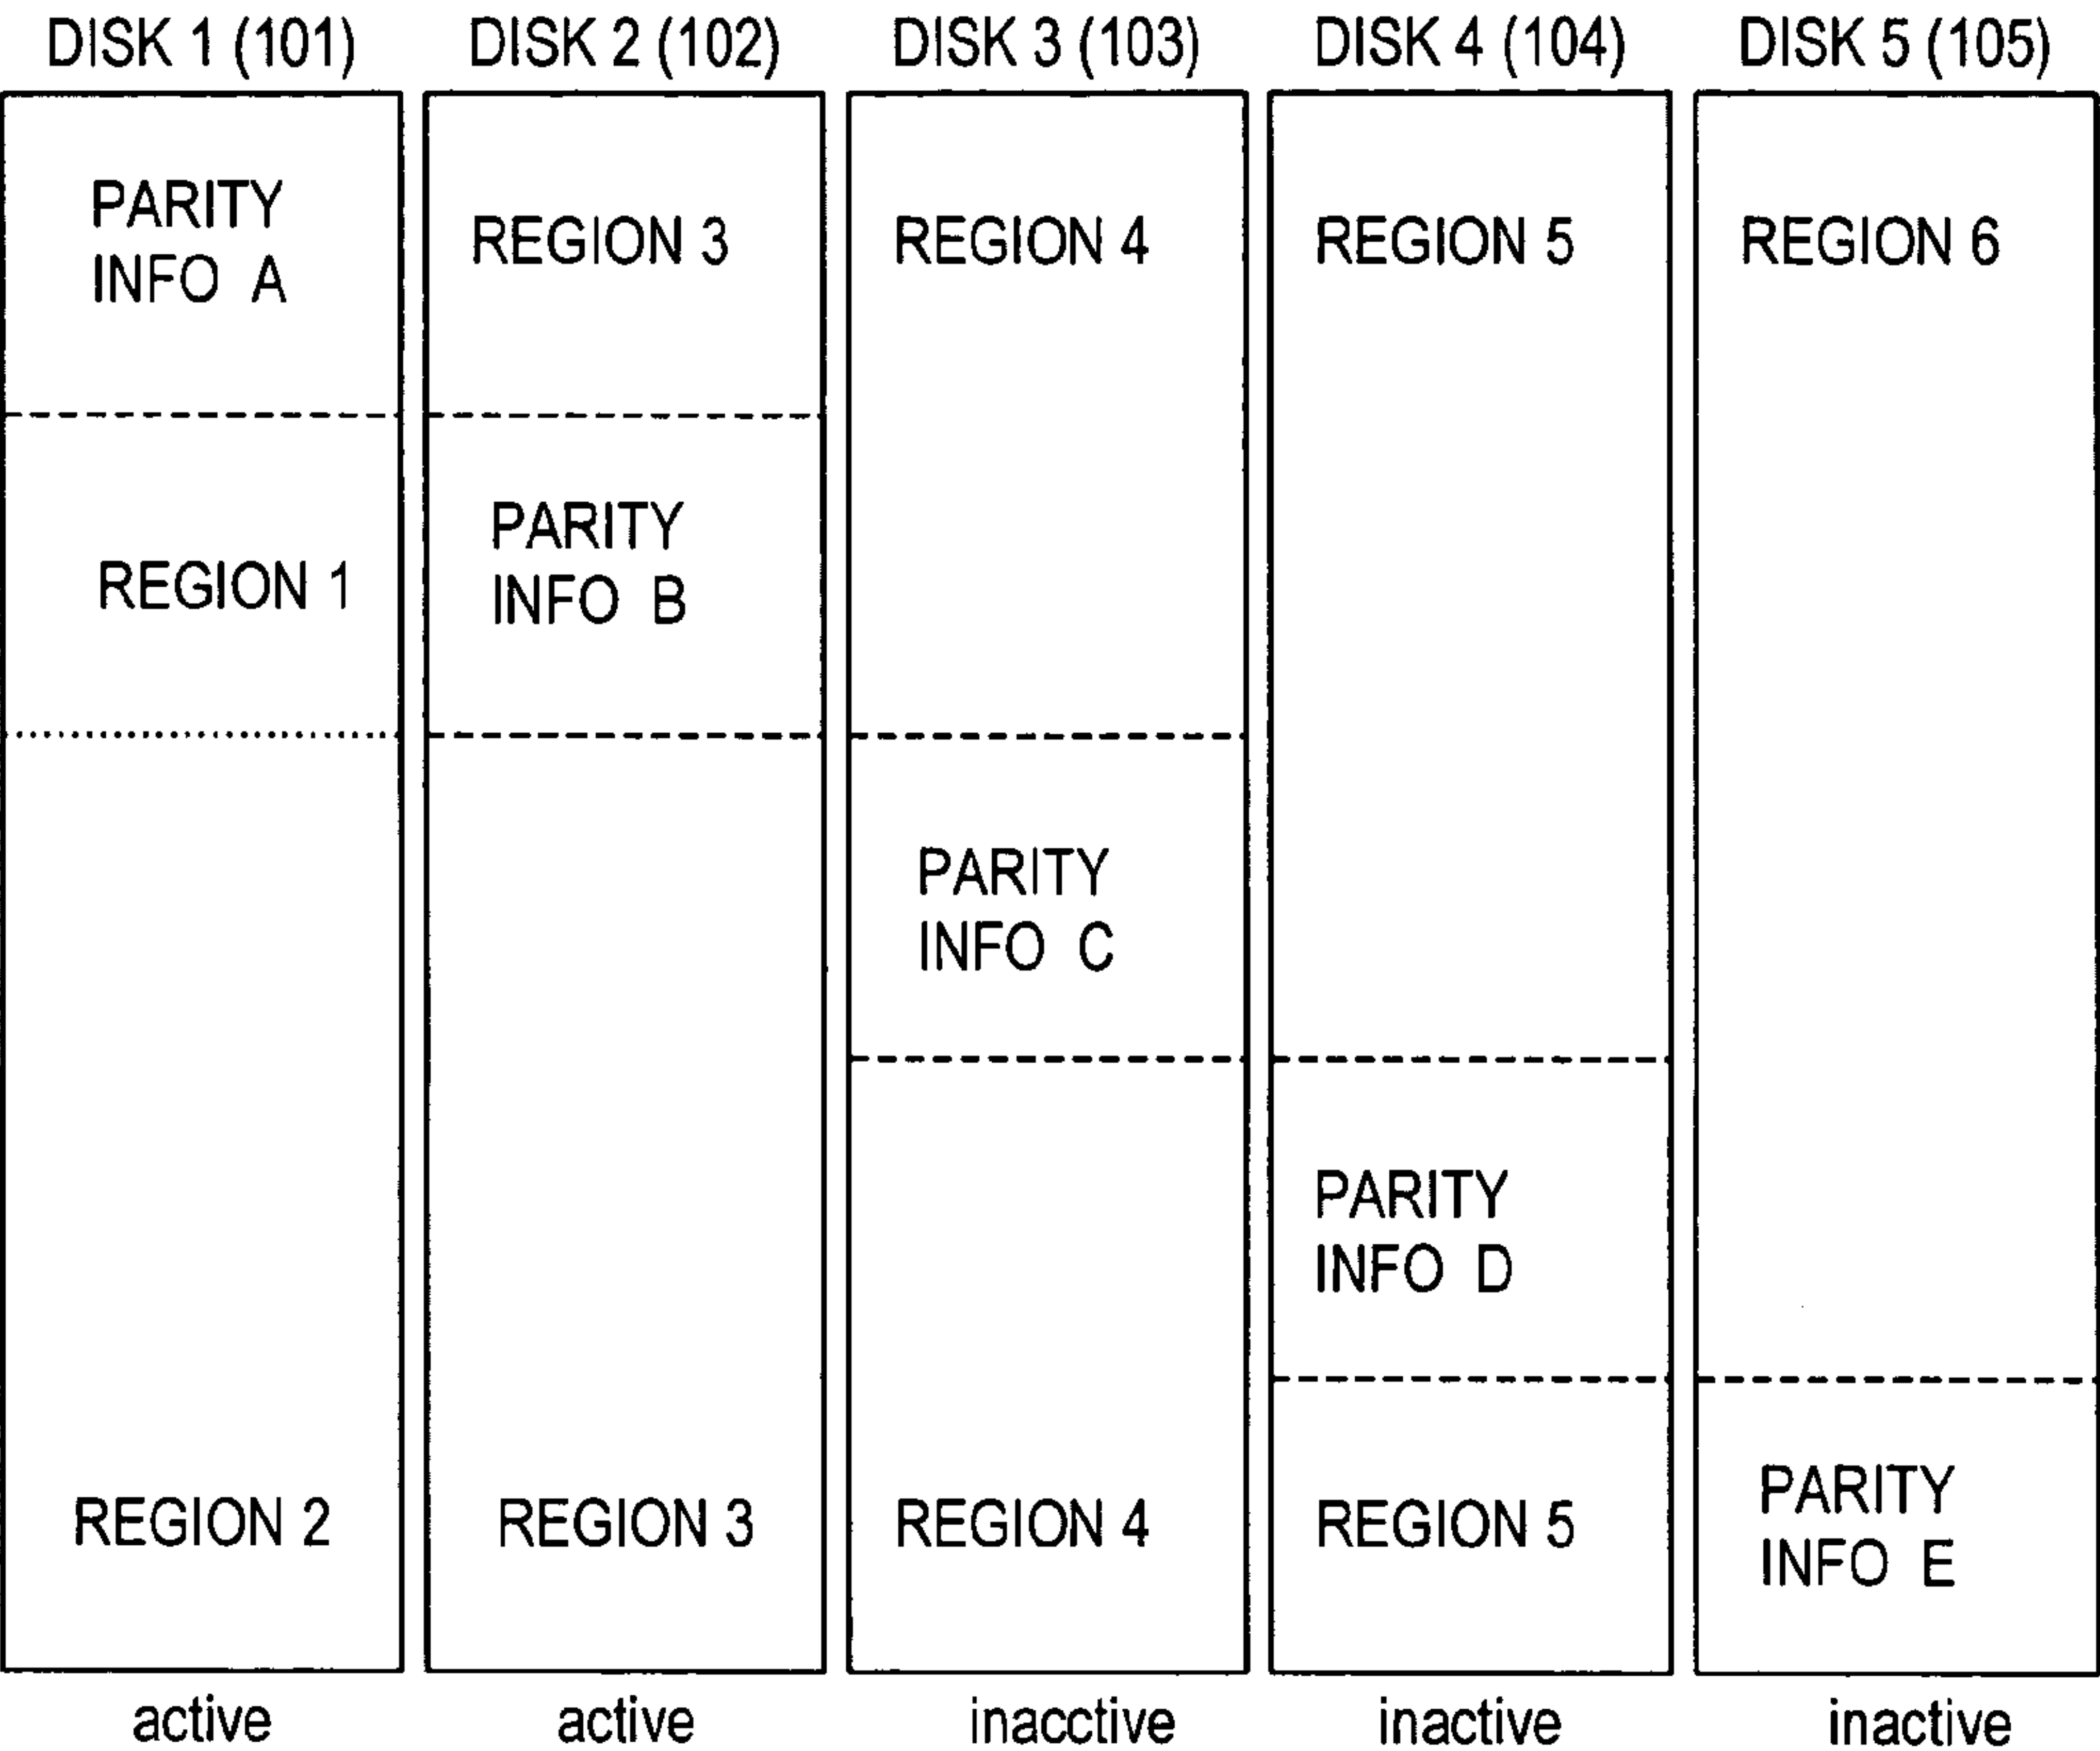 DISK 1 (101)
DISK 2 (102)
DISK 3 (103)
DISK 4 (104)
DISK 5 (105)
PARITY
INFO A
REGION 3
REGION 4
REGION 5
REGION 6
REGION 1
PARITY
INFO B
PARITY
INFO C
PARITY
INFO D
REGION 2
REGION 3
REGION 4
REGION 5
PARITY
INFO E
active
active
inacctive
inactive
inactive